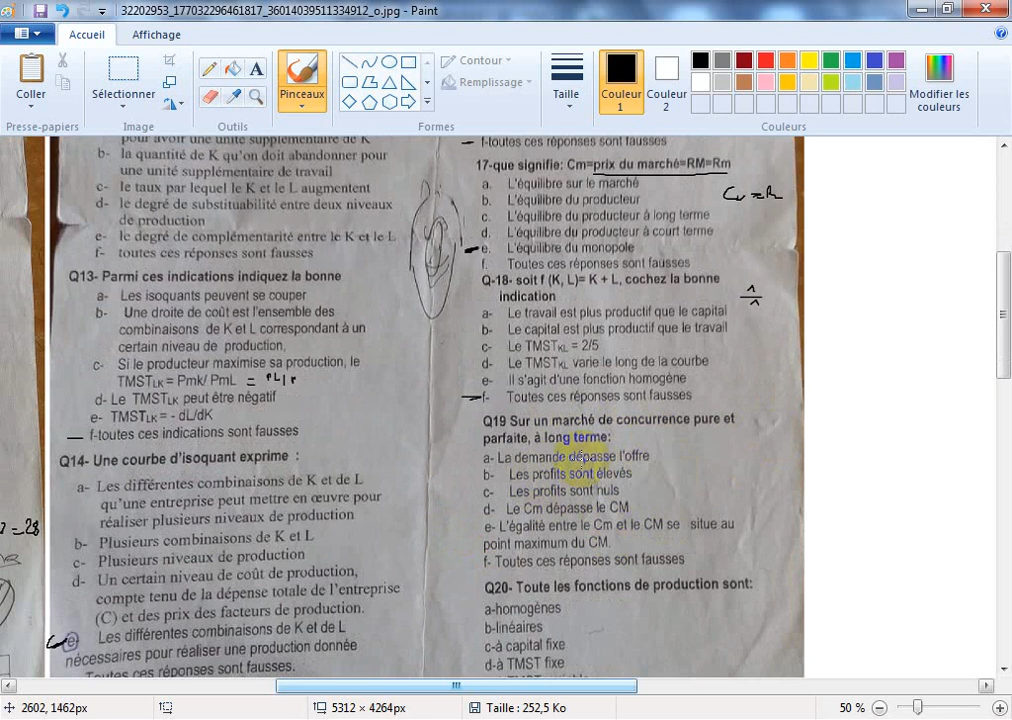 32202953_177032296461817_36014039511334912_o.jpg - Paint
Accueil
Affichage
Coller
Sélectionner
A
Pinceaux
Contour
Remplissage
Taille
Couleur
1
Couleur
2
Modifier les
couleurs
Presse-papiers
Image
Outils
Formes
Couleurs
pour avoir une unité supplémentaire de K
b- la quantité de K qu'on doit abandonner pour
une unité supplémentaire de travail
c- le taux par lequel le K et le L augmentent
d- le degré de substituabilité entre deux niveaux
de production
e- le degré de complémentarité entre le K et le L
f- toutes ces réponses sont fausses
Q13- Parmi ces indications indiquez la bonne
a- Les isoquants peuvent se couper
b- Une droite de coût est l'ensemble des
combinaisons de K et L correspondant à un
certain niveau de production,
c- Si le producteur maximise sa production, le
TMSTLK = Pmk/ PmL = PL/r
d- Le TMSTLK peut être négatif
e- TMSTLK = - dL/dK
f-toutes ces indications sont fausses
Q14- Une courbe d'isoquant exprime :
a- Les différentes combinaisons de K et de L
qu'une entreprise peut mettre en œuvre pour
réaliser plusieurs niveaux de production
b- Plusieurs combinaisons de K et L
c- Plusieurs niveaux de production
d- Un certain niveau de coût de production,
compte tenu de la dépense totale de l'entreprise
(C) et des prix des facteurs de production.
e Les différentes combinaisons de K et de L
nécessaires pour réaliser une production donnée
Toutes ces réponses sont fausses.
=28
f-toutes ces réponses sont fausses
17-que signifie: Cm=prix du marché=RM=Rm
a. L'équilibre sur le marché
b. L'équilibre du producteur
c. L'équilibre du producteur à long terme
d. L'équilibre du producteur à court terme
e. L'équilibre du monopole
f. Toutes ces réponses sont fausses
Q-18- soit f (K, L)= K + L, cochez la bonne
indication
a- Le travail est plus productif que le capital
b- Le capital est plus productif que le travail
c- Le TMSTKL = 2/5
d- Le TMSTKL varie le long de la courbe
e- Il s'agit d'une fonction homogène
f- Toutes ces réponses sont fausses
Q19 Sur un marché de concurrence pure et
parfaite, à long terme:
a- La demande dépasse l'offre
b- Les profits sont élevés
c- Les profits sont nuls
d- Le Cm dépasse le CM
e- L'égalité entre le Cm et le CM se situe au
point maximum du CM.
f- Toutes ces réponses sont fausses
Q20- Toute les fonctions de production sont:
a-homogènes
b-linéaires
c-à capital fixe
d-à TMST fixe
2602, 1462px
5312 × 4264px
Taille : 252,5 Ko
50 %